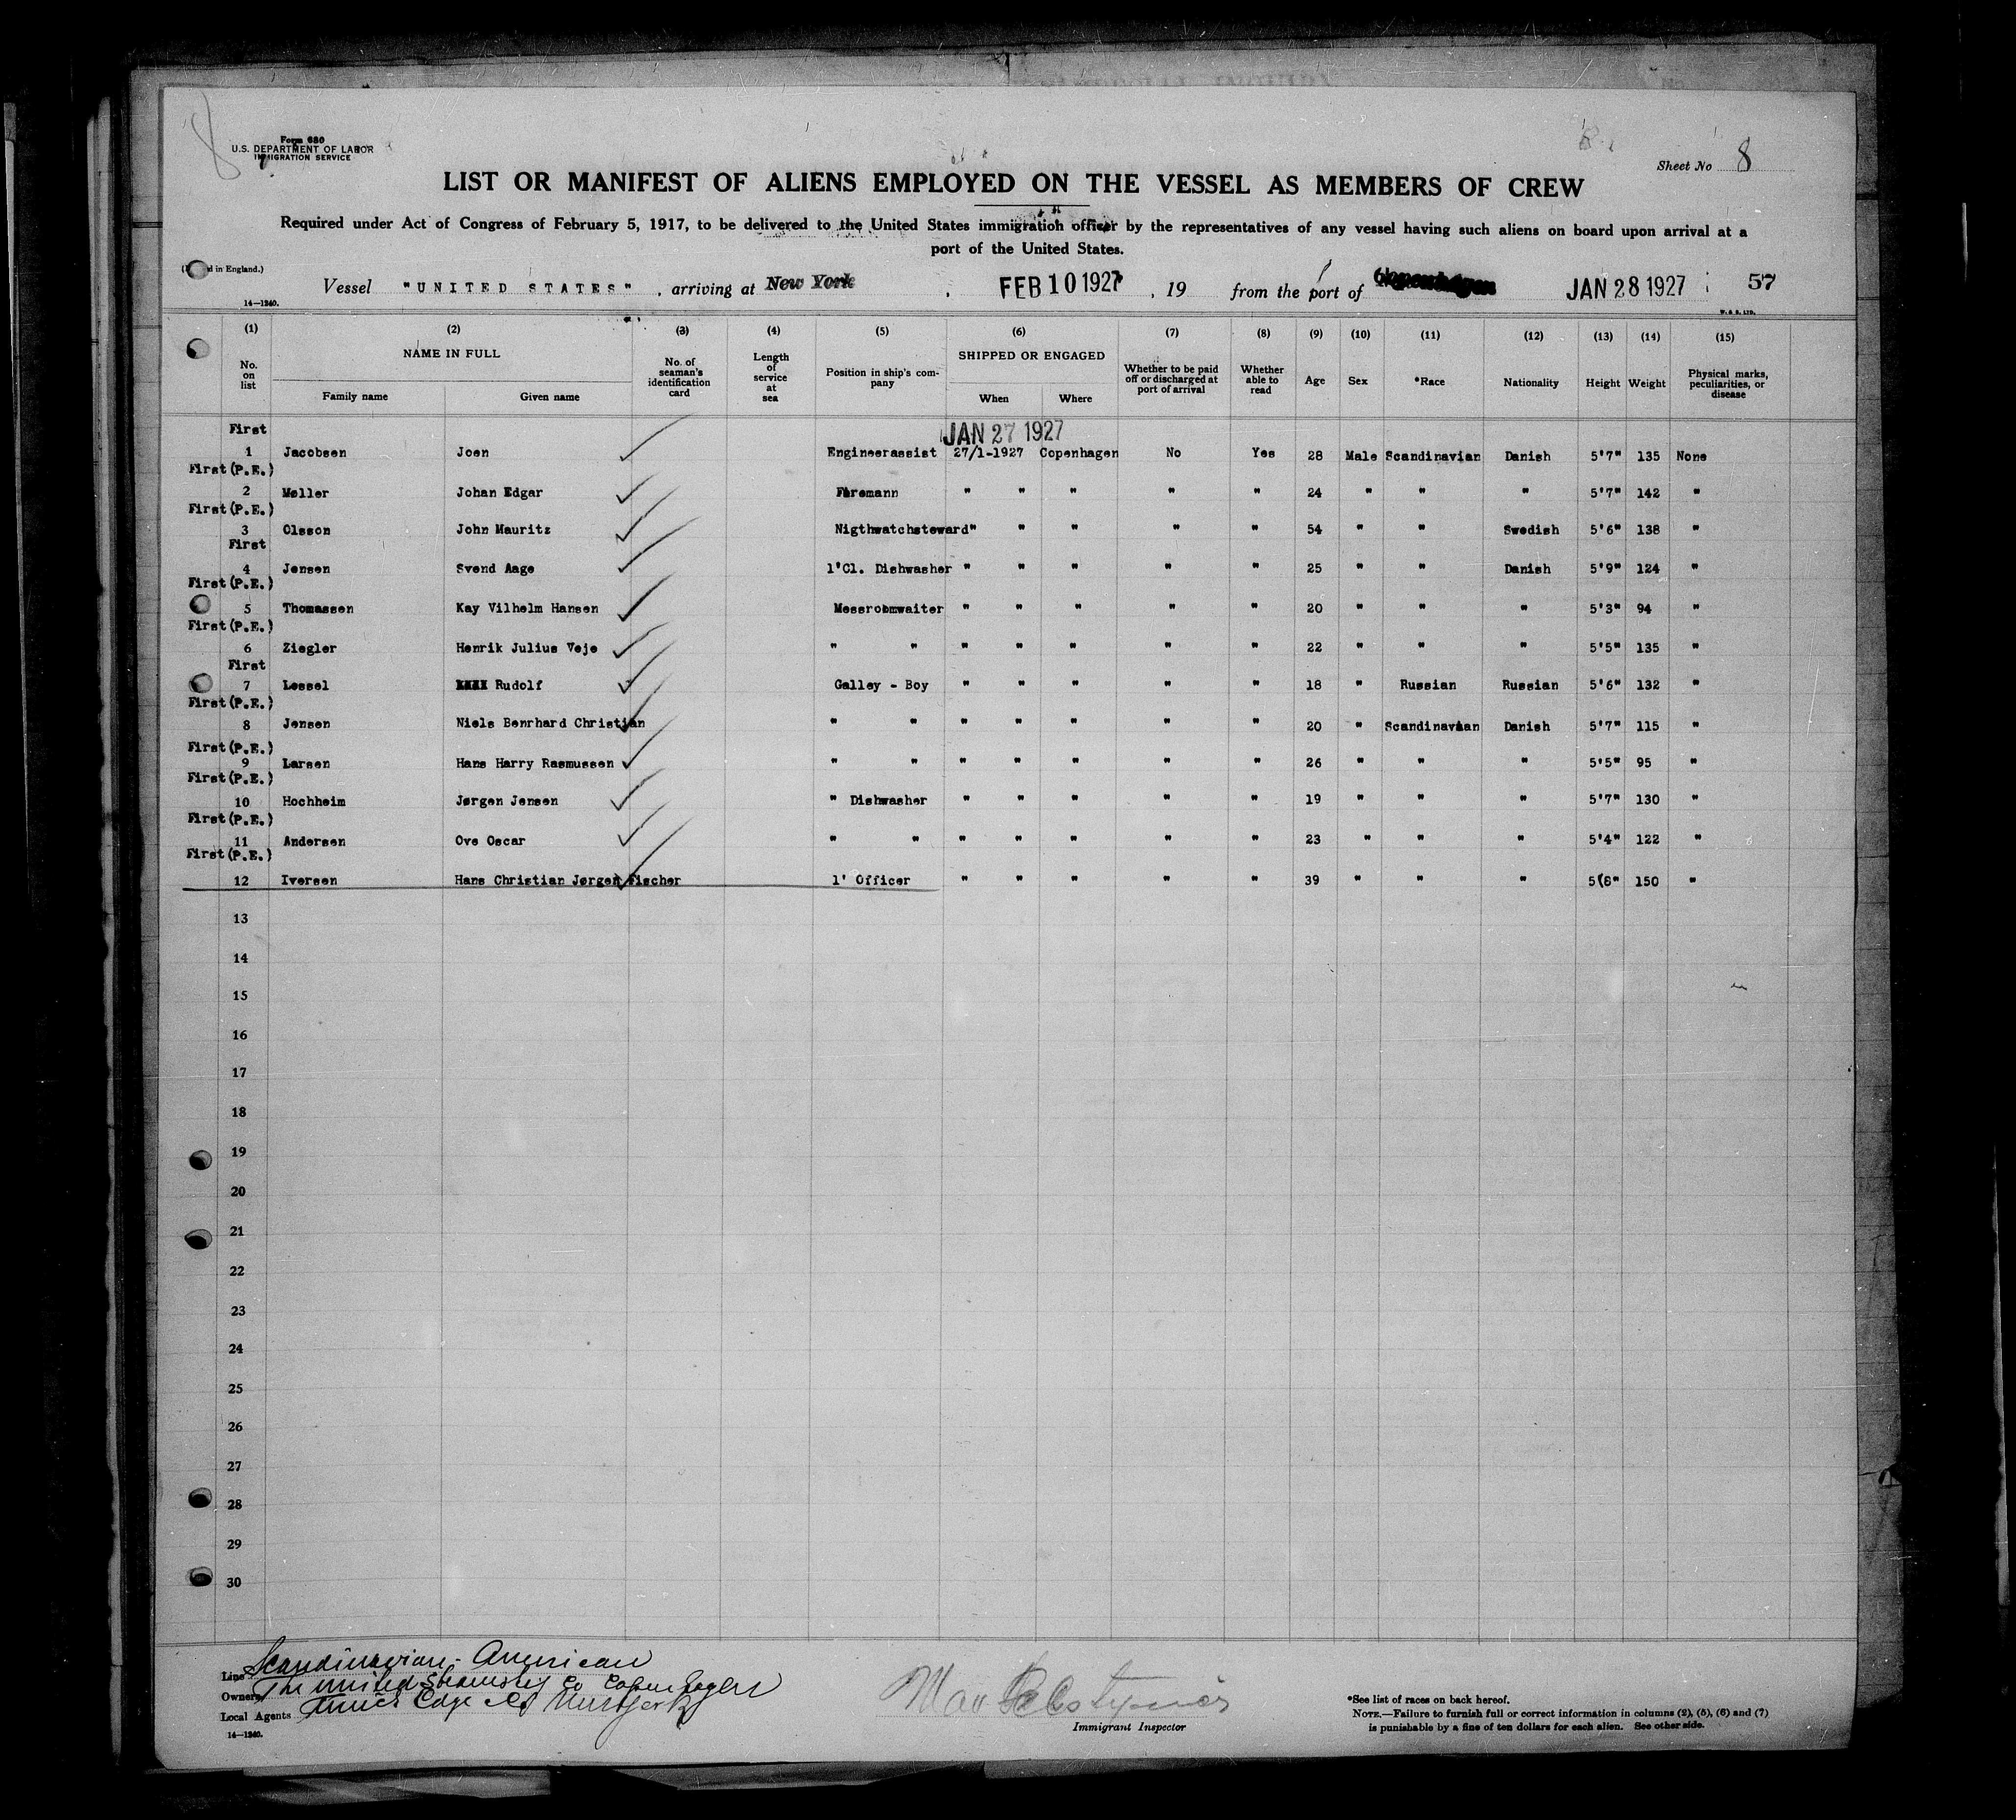 Form 680
U.S. DEPARTMENT OF LABOR
IMMIGRATION SERVICE
Sheet No 8
LIST OR MANIFEST OF ALIENS EMPLOYED ON THE VESSEL AS MEMBERS OF CREW
Required under Act of Congress of February 5, 1917, to be delivered to the United States immigration officer by the representatives of any vessel having such aliens on board upon arrival at a
port of the United States.
d in England.)
Vessel "UNITED STATES" , arriving at New York , FEB 10 1927 , 19 from the port of Copenhagen JAN 28 1927 57
14—1240.
W. & S. LTD.
(1) (2) (3) (4) (5) (6) (7) (8) (9) (10) (11) (12) (13) (14) (15)
No. on list NAME IN FULL Family name Given name No. of seaman's identification card Length of service at sea Position in ship's company SHIPPED OR ENGAGED When Where Whether to be paid off or discharged at port of arrival Whether able to read Age Sex *Race Nationality Height Weight Physical marks, peculiarities, or disease
First JAN 27 1927
1 Jacobsen Joen Engineerassist 27/1-1927 Copenhagen No Yes 28 Male Scandinavian Danish 5'7" 135 None
First(P.E.)
2 Møller Johan Edgar Firemann " " " " " 24 " " " 5'7" 142 "
First(P.E.)
3 Olsson John Mauritz Nigthwatchsteward" " " " " 54 " " Swedish 5'6" 138 "
First
4 Jensen Svend Aage 1'Cl. Dishwasher " " " " " 25 " " Danish 5'9" 124 "
First(P.E.)
5 Thomassen Kay Vilhelm Hansen Messroomwaiter " " " " " 20 " " " 5'3" 94 "
First(P.E.)
6 Ziegler Henrik Julius Veje " " " " " " " 22 " " " 5'5" 135 "
First
7 Lessel Rudolf Galley - Boy " " " " " 18 " Russian Russian 5'6" 132 "
First(P.E.)
8 Jensen Niels Benrhard Christian " " " " " " " 20 " Scandinavian Danish 5'7" 115 "
First(P.E.)
9 Larsen Hans Harry Rasmussen " " " " " " " 26 " " " 5'5" 95 "
First(P.E.)
10 Hochheim Jørgen Jensen " Dishwasher " " " " " 19 " " " 5'7" 130 "
First(P.E.)
11 Andersen Ove Oscar " " " " " " " 23 " " " 5'4" 122 "
First(P.E.)
12 Iversen Hans Christian Jørgen Fischer 1' Officer " " " " " 39 " " " 5(8" 150 "
13
14
15
16
17
18
19
20
21
22
23
24
25
26
27
28
29
30
Line Scandinavian-American
Owners The United Steamship Co Copenhagen
Local Agents
14—1240.
Immigrant Inspector
*See list of races on back hereof.
NOTE.—Failure to furnish full or correct information in columns (2), (5), (6) and (7)
is punishable by a fine of ten dollars for each alien. See other side.